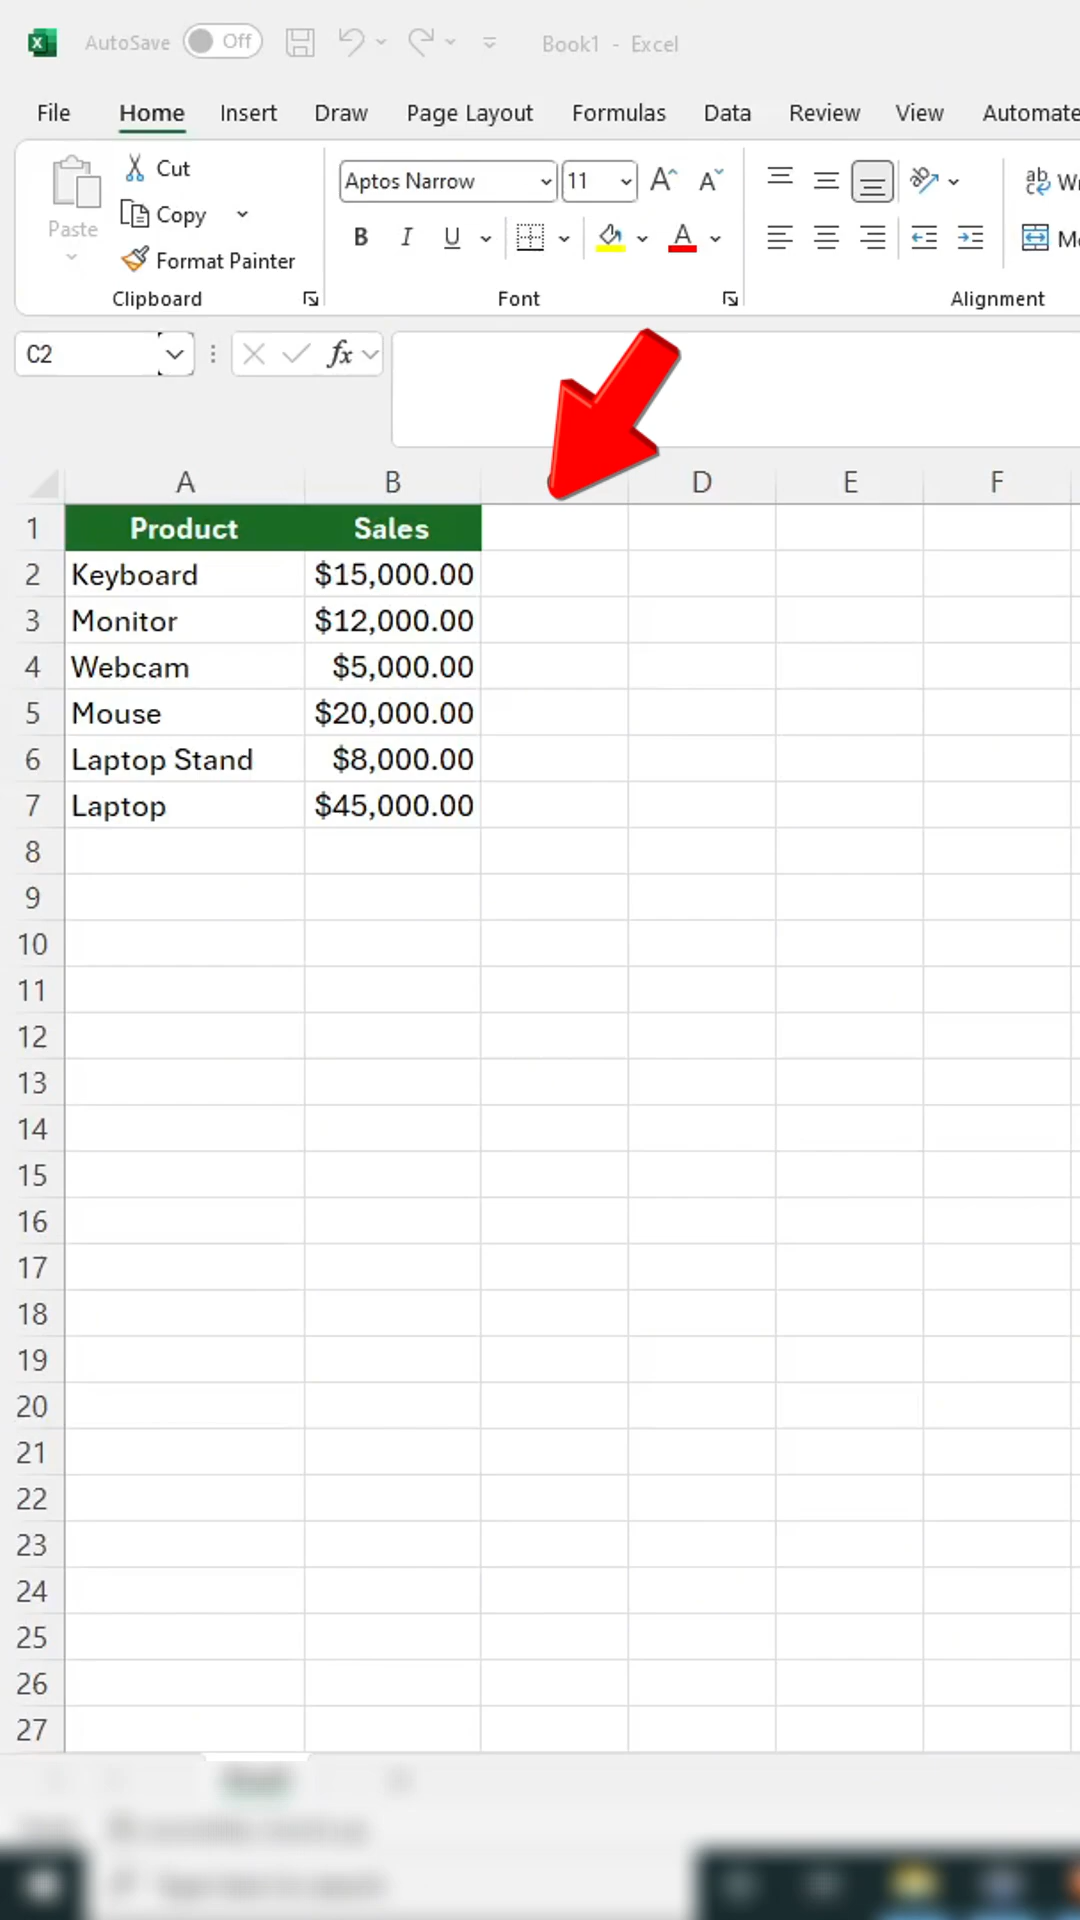 AutoSave Off Book1 - Excel
File Home Insert Draw Page Layout Formulas Data Review View Automate
Paste Cut Copy Format Painter
Aptos Narrow 11
B I U A
Clipboard Font Alignment
C2 fx
A B D E F
1 Product Sales
2 Keyboard $15,000.00
3 Monitor $12,000.00
4 Webcam $5,000.00
5 Mouse $20,000.00
6 Laptop Stand $8,000.00
7 Laptop $45,000.00
8
9
10
11
12
13
14
15
16
17
18
19
20
21
22
23
24
25
26
27